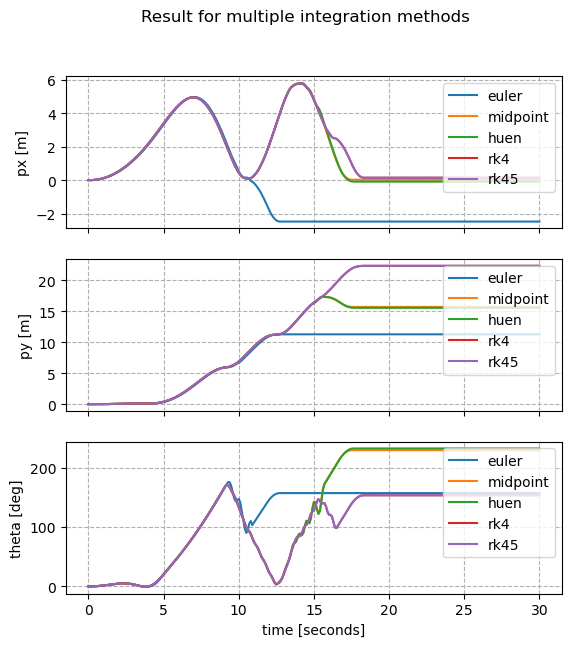 Result for multiple integration methods
px [m]
6
4
2
0
−2
euler
midpoint
huen
rk4
rk45
py [m]
20
15
10
5
0
euler
midpoint
huen
rk4
rk45
theta [deg]
200
100
0
euler
midpoint
huen
rk4
rk45
0 5 10 15 20 25 30
time [seconds]